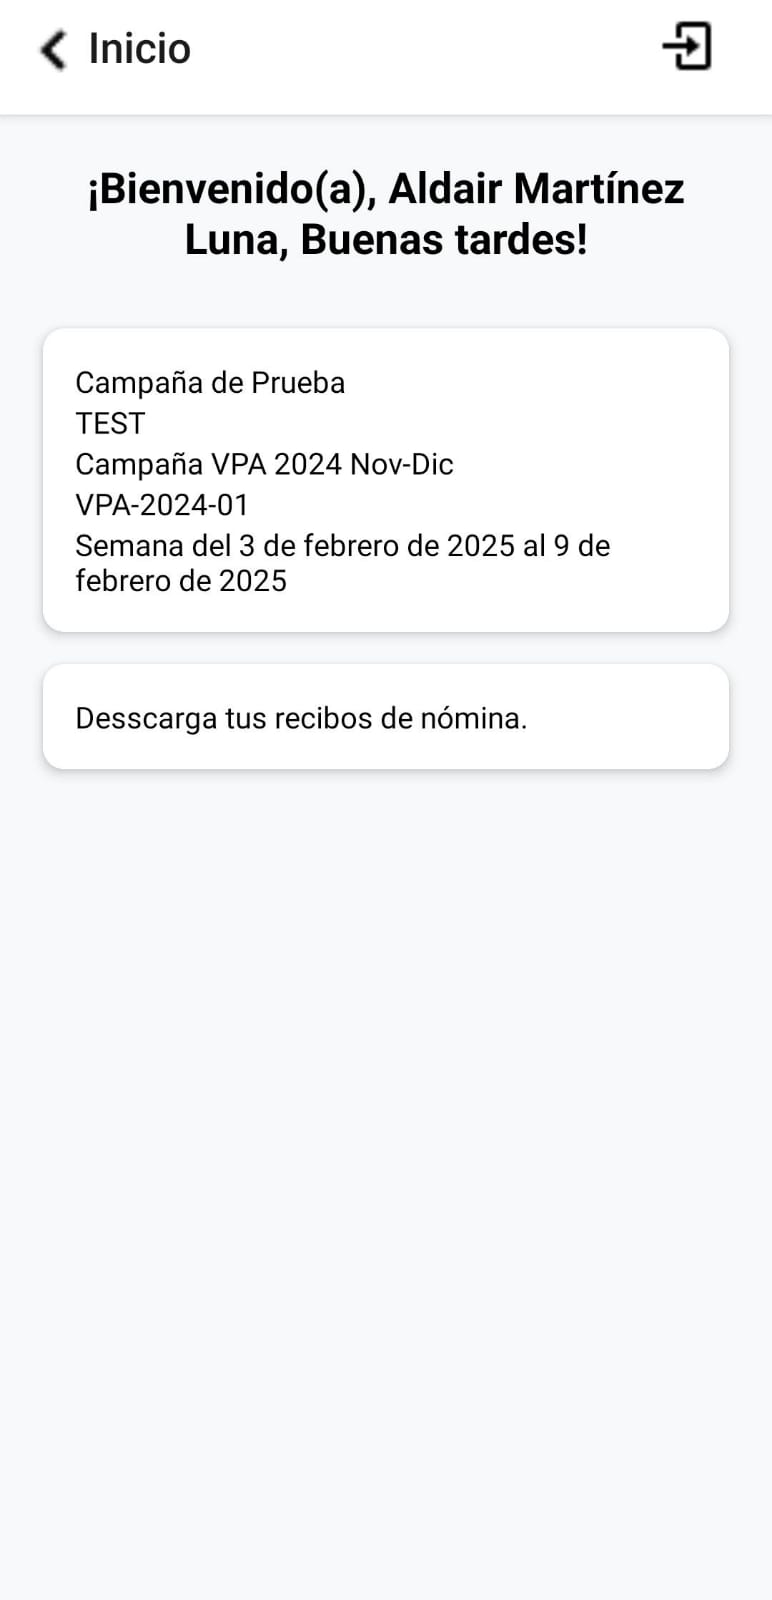 Inicio
¡Bienvenido(a), Aldair Martínez
Luna, Buenas tardes!
Campaña de Prueba
TEST
Campaña VPA 2024 Nov-Dic
VPA-2024-01
Semana del 3 de febrero de 2025 al 9 de
febrero de 2025
Desscarga tus recibos de nómina.